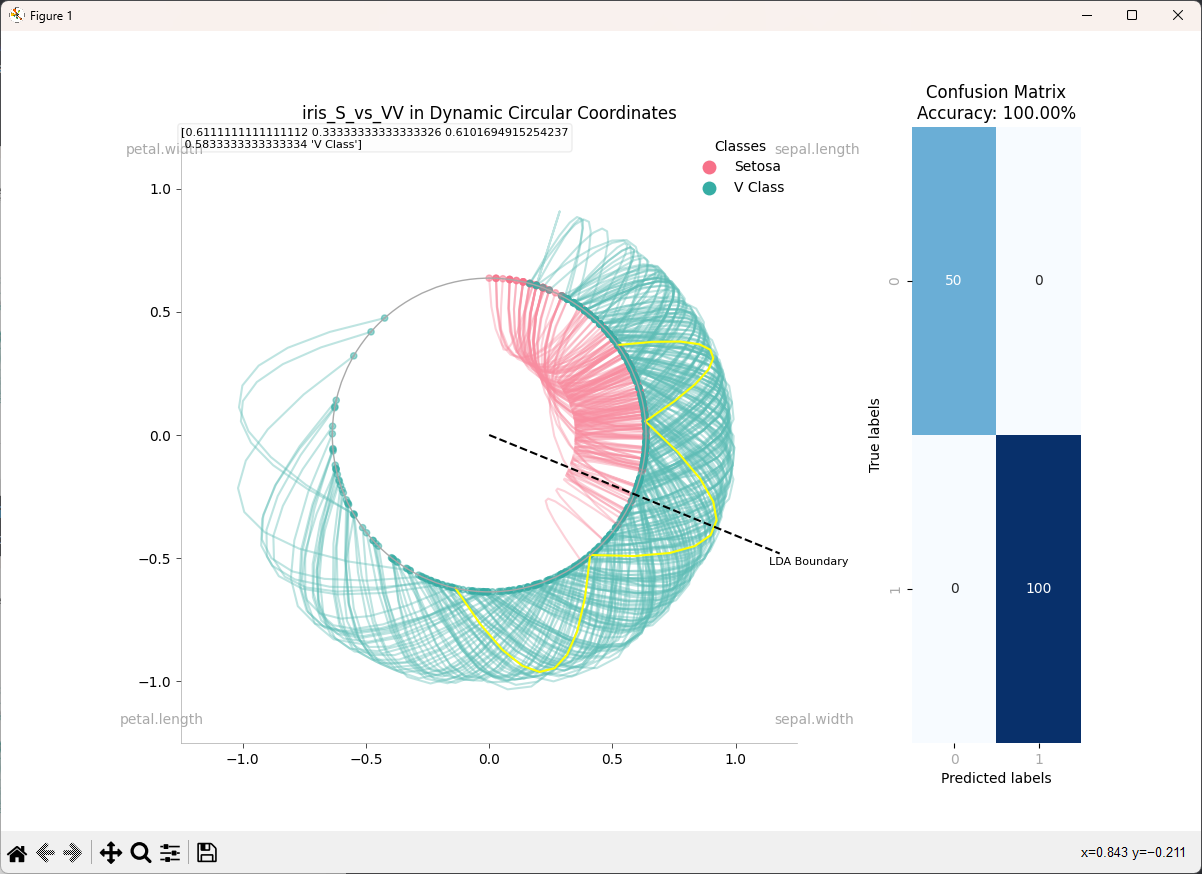 Figure 1
iris_S_vs_VV in Dynamic Circular Coordinates
[0.6111111111111112 0.33333333333333326 0.6101694915254237
0.5833333333333334 'V Class']
petal.width
sepal.length
Classes
Setosa
V Class
1.0
0.5
0.0
−0.5
−1.0
LDA Boundary
petal.length
sepal.width
−1.0
−0.5
0.0
0.5
1.0
Confusion Matrix
Accuracy: 100.00%
50
0
0
100
0
1
True labels
0
1
Predicted labels
x=0.843 y=−0.211